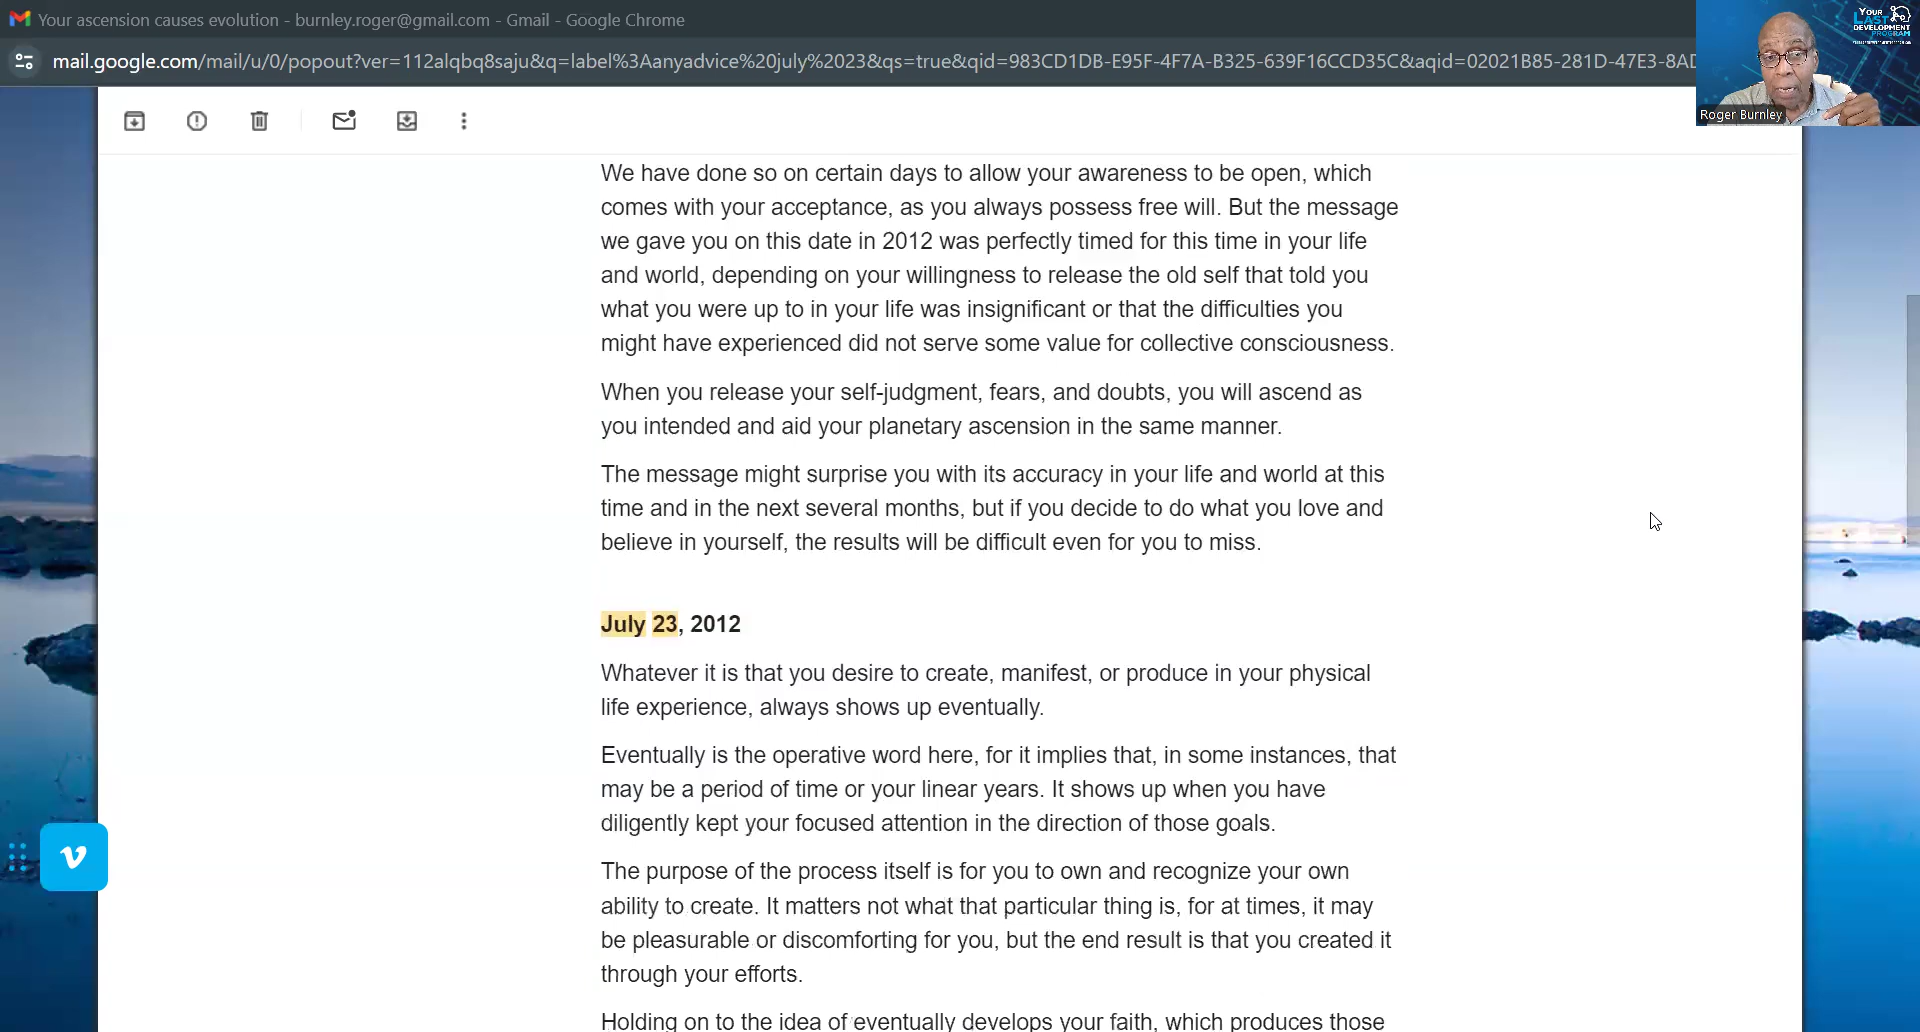 Your ascension causes evolution - burnley.roger@gmail.com - Gmail - Google Chrome
mail.google.com/mail/u/0/popout?ver=112alqbq8saju&q=label%3Aanyadvice%20july%2023&qs=true&qid=983CD1DB-E95F-4F7A-B325-639F16CCD35C&aqid=02021B85-281D-47E3-8AD
YOUR
LAST
DEVELOPMENT
PROGRAM
Roger Burnley
We have done so on certain days to allow your awareness to be open, which
comes with your acceptance, as you always possess free will. But the message
we gave you on this date in 2012 was perfectly timed for this time in your life
and world, depending on your willingness to release the old self that told you
what you were up to in your life was insignificant or that the difficulties you
might have experienced did not serve some value for collective consciousness.
When you release your self-judgment, fears, and doubts, you will ascend as
you intended and aid your planetary ascension in the same manner.
The message might surprise you with its accuracy in your life and world at this
time and in the next several months, but if you decide to do what you love and
believe in yourself, the results will be difficult even for you to miss.
July 23, 2012
Whatever it is that you desire to create, manifest, or produce in your physical
life experience, always shows up eventually.
Eventually is the operative word here, for it implies that, in some instances, that
may be a period of time or your linear years. It shows up when you have
diligently kept your focused attention in the direction of those goals.
The purpose of the process itself is for you to own and recognize your own
ability to create. It matters not what that particular thing is, for at times, it may
be pleasurable or discomforting for you, but the end result is that you created it
through your efforts.
Holding on to the idea of eventually develops your faith, which produces those